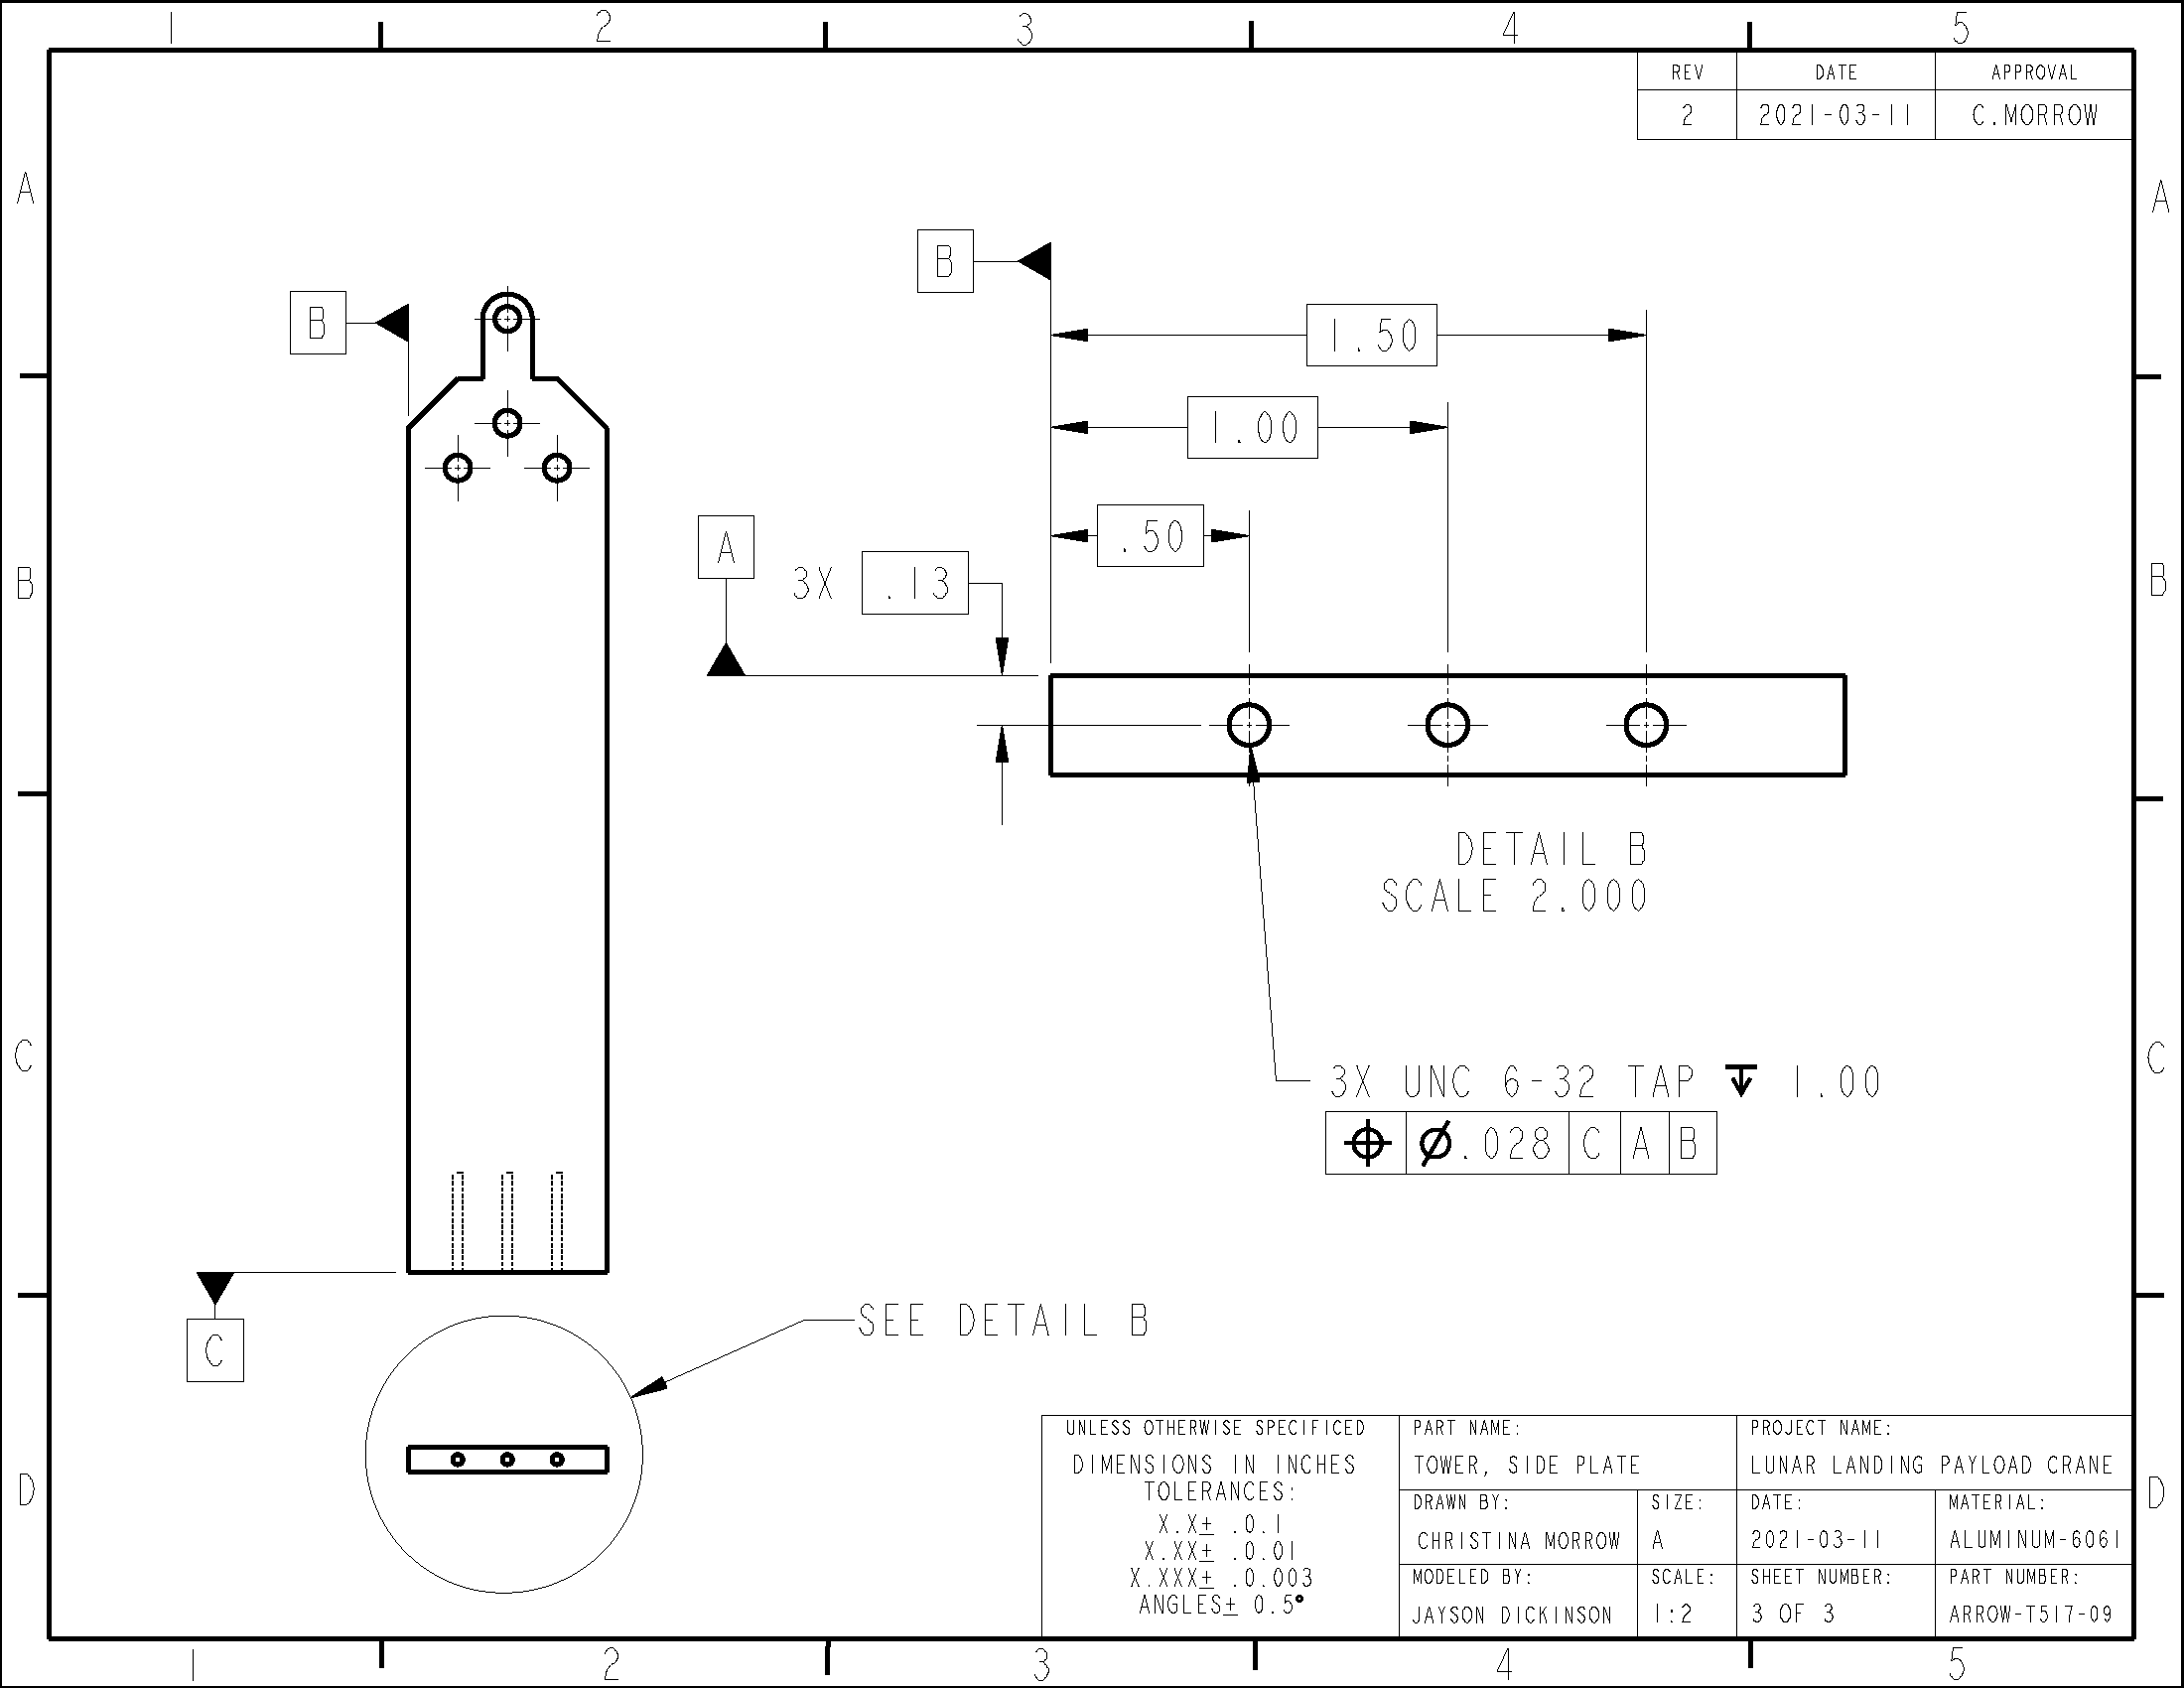 1 2 3 4 5
REV DATE APPROVAL
2 2021-03-11 C.MORROW
A A
B
B
1.50
1.00
.50
A
3X .13
B B
DETAIL B
SCALE 2.000
C C
3X UNC 6-32 TAP ↧ 1.00
⌖ Ø.028 C A B
C
SEE DETAIL B
D D
UNLESS OTHERWISE SPECIFICED
DIMENSIONS IN INCHES
TOLERANCES:
X.X± .0.1
X.XX± .0.01
X.XXX± .0.003
ANGLES± 0.5°
PART NAME:
TOWER, SIDE PLATE
PROJECT NAME:
LUNAR LANDING PAYLOAD CRANE
DRAWN BY:
CHRISTINA MORROW
SIZE:
A
DATE:
2021-03-11
MATERIAL:
ALUMINUM-6061
MODELED BY:
JAYSON DICKINSON
SCALE:
1:2
SHEET NUMBER:
3 OF 3
PART NUMBER:
ARROW-T517-09
1 2 3 4 5